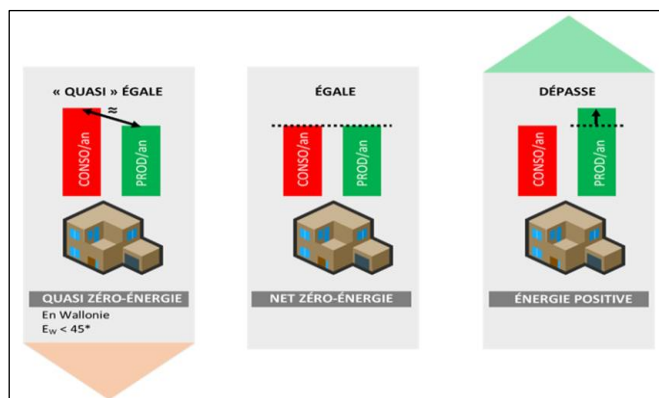 « QUASI » ÉGALE
≈
CONSO/an
PROD/an
QUASI ZÉRO-ÉNERGIE
En Wallonie
E_W < 45*
ÉGALE
CONSO/an
PROD/an
NET ZÉRO-ÉNERGIE
DÉPASSE
CONSO/an
PROD/an
ÉNERGIE POSITIVE